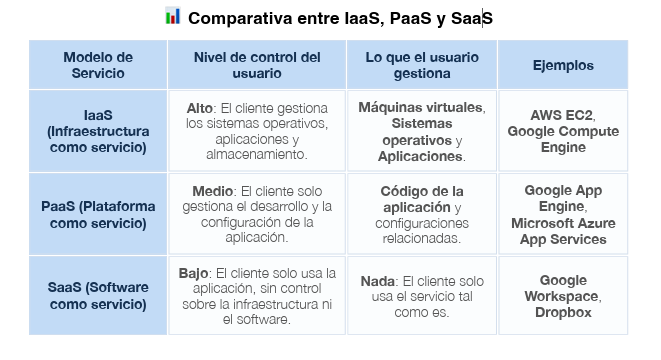 Comparativa entre IaaS, PaaS y SaaS
Modelo de
Servicio
Nivel de control del
usuario
Lo que el usuario
gestiona
Ejemplos
IaaS
(Infraestructura
como servicio)
Alto: El cliente gestiona
los sistemas operativos,
aplicaciones y
almacenamiento.
Máquinas virtuales,
Sistemas
operativos y
Aplicaciones.
AWS EC2,
Google Compute
Engine
PaaS (Plataforma
como servicio)
Medio: El cliente solo
gestiona el desarrollo y la
configuración de la
aplicación.
Código de la
aplicación y
configuraciones
relacionadas.
Google App
Engine,
Microsoft Azure
App Services
SaaS (Software
como servicio)
Bajo: El cliente solo usa la
aplicación, sin control
sobre la infraestructura ni
el software.
Nada: El cliente solo
usa el servicio tal
como es.
Google
Workspace,
Dropbox